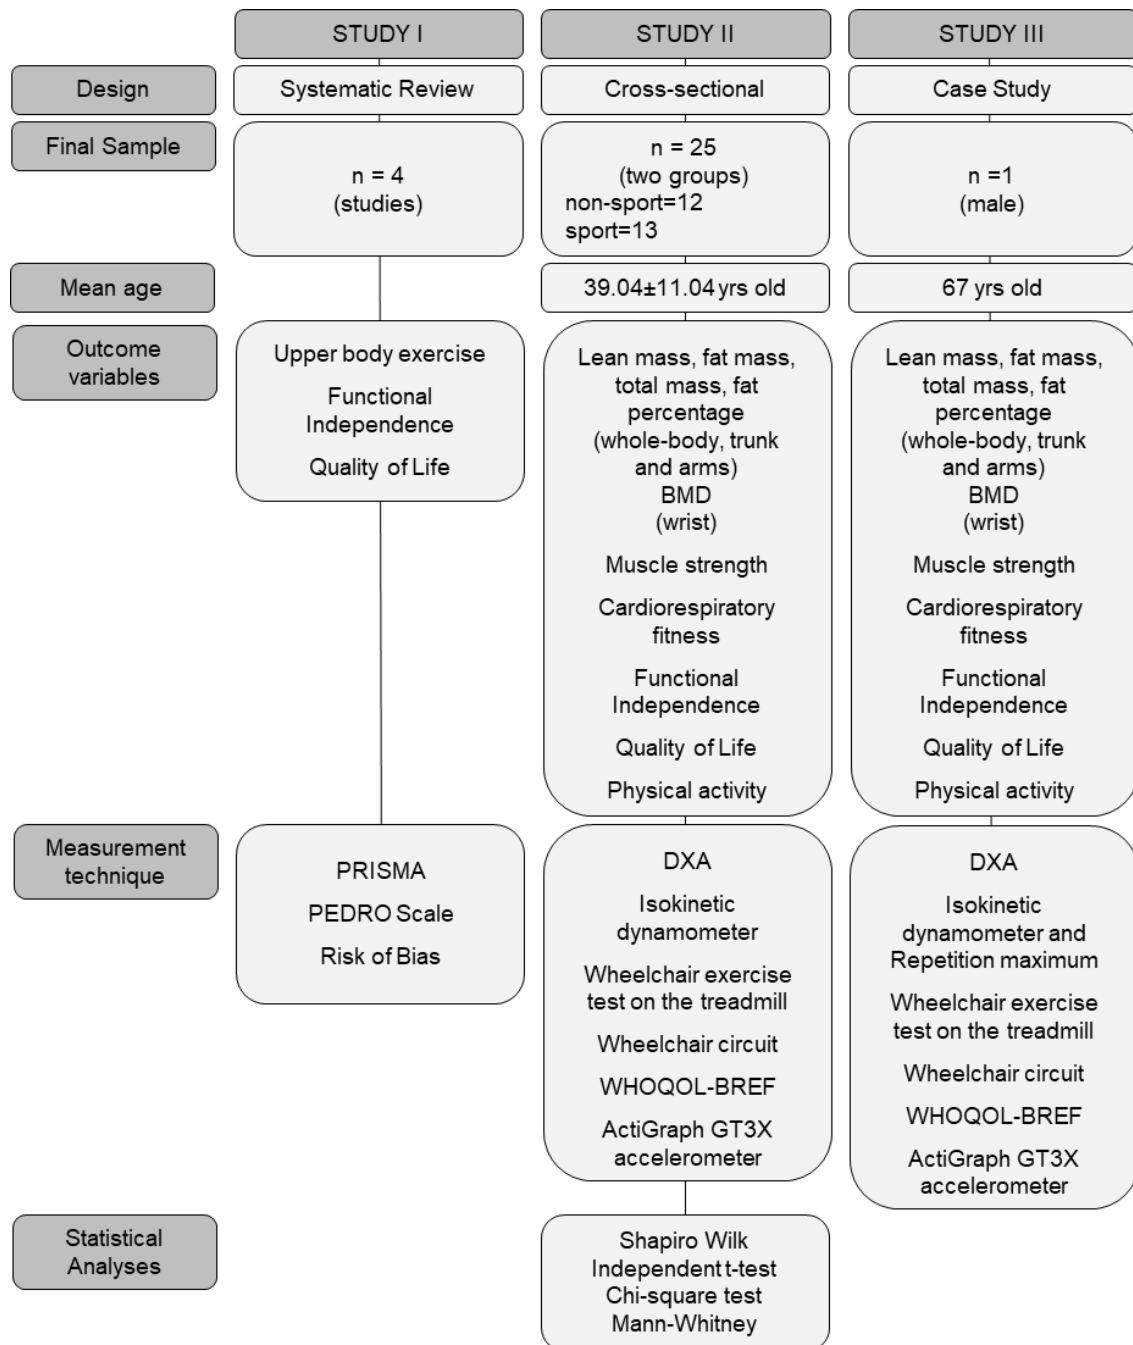 STUDY I
STUDY II
STUDY III
Design
Systematic Review
Cross-sectional
Case Study
Final Sample
n = 4
(studies)
n = 25
(two groups)
non-sport=12
sport=13
n =1
(male)
Mean age
39.04±11.04 yrs old
67 yrs old
Outcome
variables
Upper body exercise
Functional
Independence
Quality of Life
Lean mass, fat mass,
total mass, fat
percentage
(whole-body, trunk
and arms)
BMD
(wrist)
Muscle strength
Cardiorespiratory
fitness
Functional
Independence
Quality of Life
Physical activity
Lean mass, fat mass,
total mass, fat
percentage
(whole-body, trunk
and arms)
BMD
(wrist)
Muscle strength
Cardiorespiratory
fitness
Functional
Independence
Quality of Life
Physical activity
Measurement
technique
PRISMA
PEDRO Scale
Risk of Bias
DXA
Isokinetic
dynamometer
Wheelchair exercise
test on the treadmill
Wheelchair circuit
WHOQOL-BREF
ActiGraph GT3X
accelerometer
DXA
Isokinetic
dynamometer and
Repetition maximum
Wheelchair exercise
test on the treadmill
Wheelchair circuit
WHOQOL-BREF
ActiGraph GT3X
accelerometer
Statistical
Analyses
Shapiro Wilk
Independent t-test
Chi-square test
Mann-Whitney